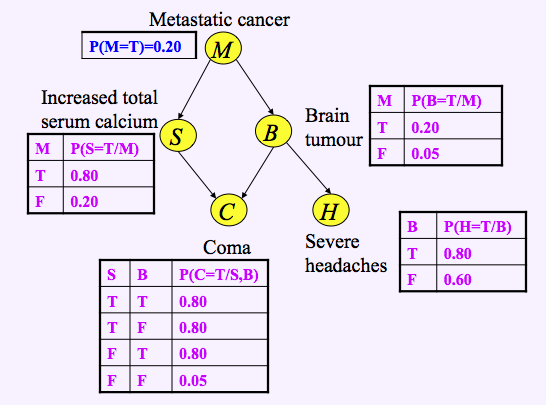 Metastatic cancer
P(M=T)=0.20
M
Increased total
serum calcium
M P(S=T/M)
T 0.80
F 0.20
S
B
Brain
tumour
M P(B=T/M)
T 0.20
F 0.05
C
Coma
H
Severe
headaches
B P(H=T/B)
T 0.80
F 0.60
S B P(C=T/S,B)
T T 0.80
T F 0.80
F T 0.80
F F 0.05